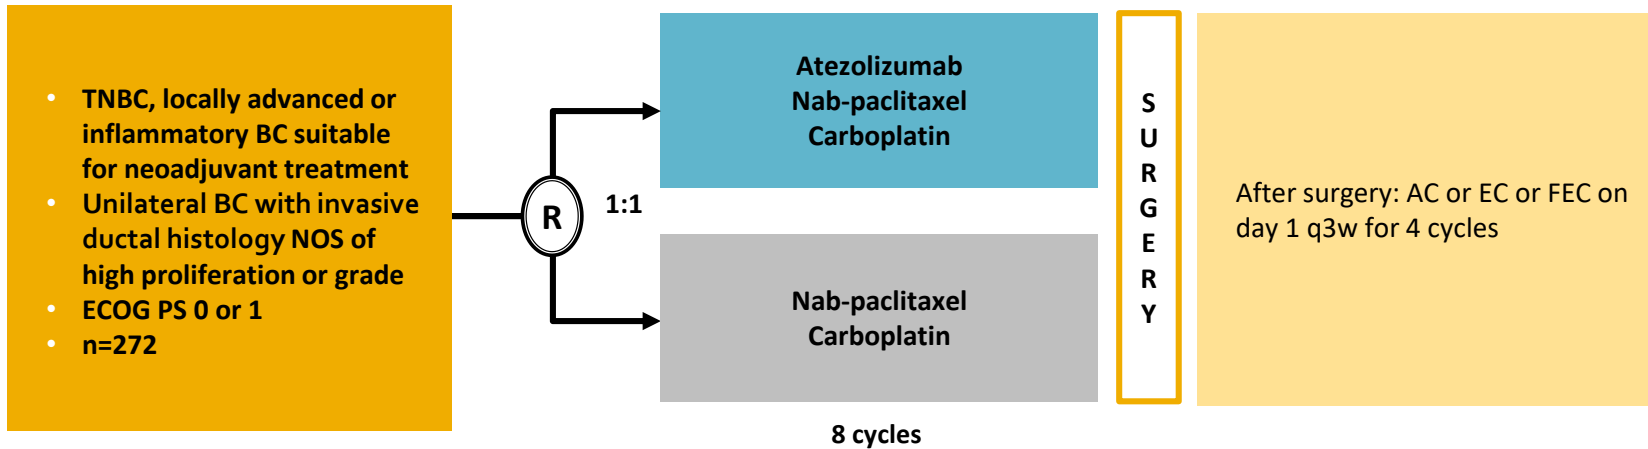 • TNBC, locally advanced or
inflammatory BC suitable
for neoadjuvant treatment
• Unilateral BC with invasive
ductal histology NOS of
high proliferation or grade
• ECOG PS 0 or 1
• n=272
R
1:1
Atezolizumab
Nab-paclitaxel
Carboplatin
Nab-paclitaxel
Carboplatin
8 cycles
S
U
R
G
E
R
Y
After surgery: AC or EC or FEC on
day 1 q3w for 4 cycles